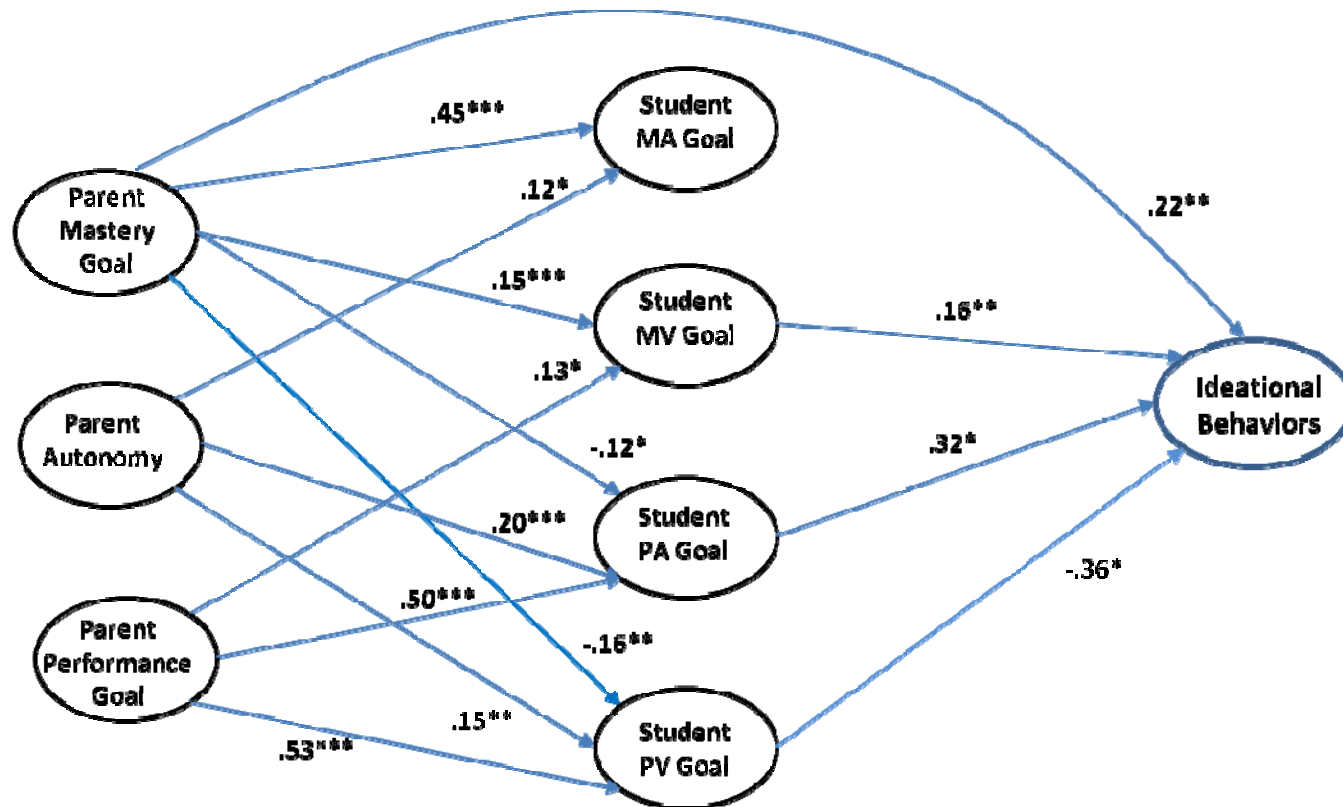 Student
MA Goal
.45***
.12*
Parent
Mastery
Goal
.22**
.15***
Student
MV Goal
.16**
.13*
Ideational
Behaviors
Parent
Autonomy
-.12*
.32*
.20***
Student
PA Goal
-.36*
.50***
Parent
Performance
Goal
-.16**
.15**
.53***
Student
PV Goal